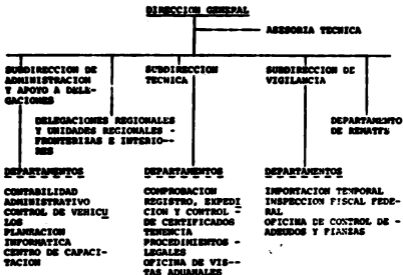 DIRECCION GENERAL
ASESORIA TECNICA
SUBDIRECCION DE
ADMINISTRACION
Y APOYO A DELE-
GACIONES
SUBDIRECCION
TECNICA
SUBDIRECCION DE
VIGILANCIA
DELEGACIONES REGIONALES
Y UNIDADES REGIONALES -
FRONTERIZAS E INTERIO--
RES
DEPARTAMENTO
DE REMATES
DEPARTAMENTOS
CONTABILIDAD
ADMINISTRATIVO
CONTROL DE VEHICU
LOS
PLANEACION
INFORMATICA
CENTRO DE CAPACI-
TACION
DEPARTAMENTOS
COMPROBACION
REGISTRO, EXPEDI
CION Y CONTROL -
DE CERTIFICADOS
TENENCIA
PROCEDIMIENTOS -
LEGALES
OFICINA DE VIS--
TAS ADUANALES
DEPARTAMENTOS
IMPORTACION TEMPORAL
INSPECCION FISCAL FEDE-
RAL
OFICINA DE CONTROL DE -
ADEUDOS Y FIANZAS